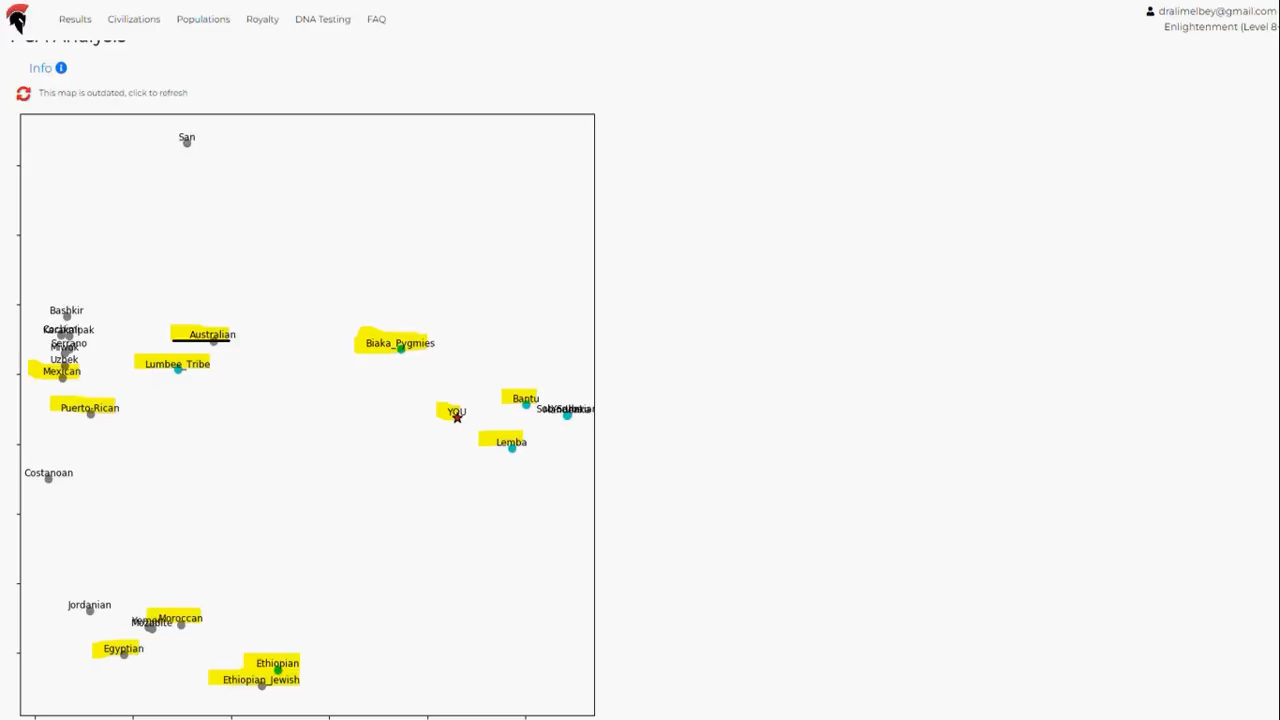 Results Civilizations Populations Royalty DNA Testing FAQ
dralimelbey@gmail.com
Enlightenment (Level 8
Info
This map is outdated, click to refresh
San
Bashkir
Australian
Serrano
Biaka_Pygmies
Uzbek
Lumbee_Tribe
Mexican
Puerto Rican
YOU
Bantu
Lemba
Costanoan
Jordanian
Moroccan
Mozabite
Egyptian
Ethiopian
Ethiopian_Jewish